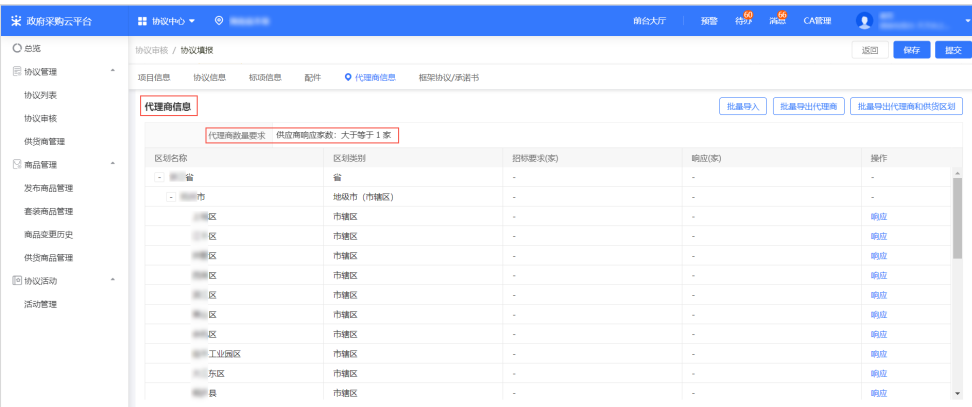 政府采购云平台 协议中心 前台大厅 预警 待办 60 消息 66 CA管理
总览
协议管理
协议列表
协议审核
供货商管理
商品管理
发布商品管理
套装商品管理
商品变更历史
供货商品管理
协议活动
活动管理
协议审核 / 协议填报 返回 保存 提交
项目信息 协议信息 标项信息 配件 代理商信息 框架协议/承诺书
代理商信息 批量导入 批量导出代理商 批量导出代理商和供货区划
代理商数量要求 供应商响应家数：大于等于 1 家
区划名称 区划类别 招标要求(家) 响应(家) 操作
- 省 省 - - -
- 市 地级市（市辖区） - - -
区 市辖区 - - 响应
区 市辖区 - - 响应
区 市辖区 - - 响应
区 市辖区 - - 响应
区 市辖区 - - 响应
区 市辖区 - - 响应
区 市辖区 - - 响应
工业园区 市辖区 - - 响应
东区 市辖区 - - 响应
县 市辖区 - - 响应